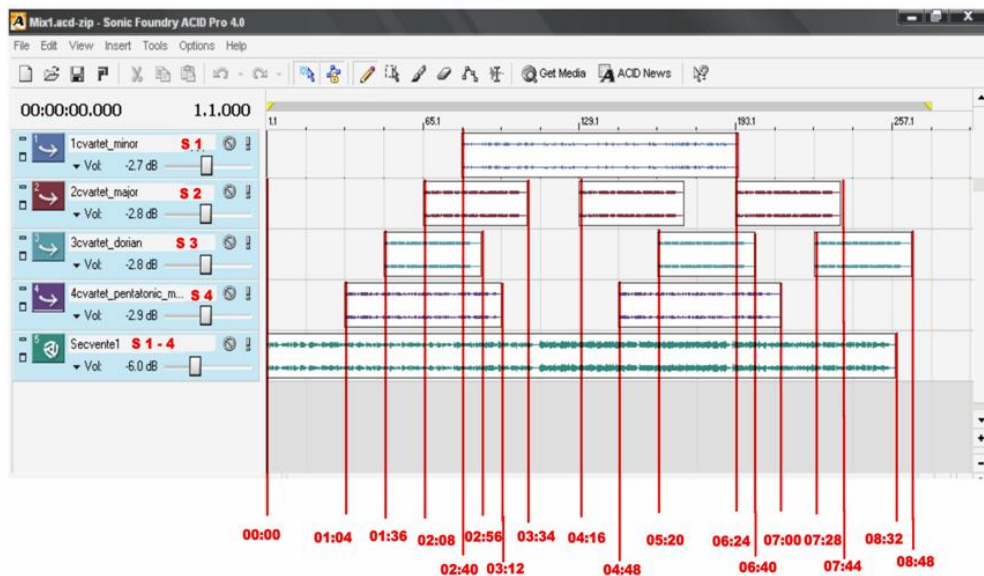 Mix1.acd-zip - Sonic Foundry ACID Pro 4.0
File Edit View Insert Tools Options Help
Get Media ACID News
00:00:00.000 1.1.000
1.1 65.1 129.1 193.1 257.1
1 1cvartet_minor S 1
Vol: -2.7 dB
2 2cvartet_major S 2
Vol: -2.8 dB
3 3cvartet_dorian S 3
Vol: -2.8 dB
4 4cvartet_pentatonic_m... S 4
Vol: -2.9 dB
5 Secvente1 S 1 - 4
Vol: -6.0 dB
00:00 01:04 01:36 02:08 02:56 03:34 04:16 05:20 06:24 07:00 07:28 08:32
02:40 03:12 04:48 06:40 07:44 08:48